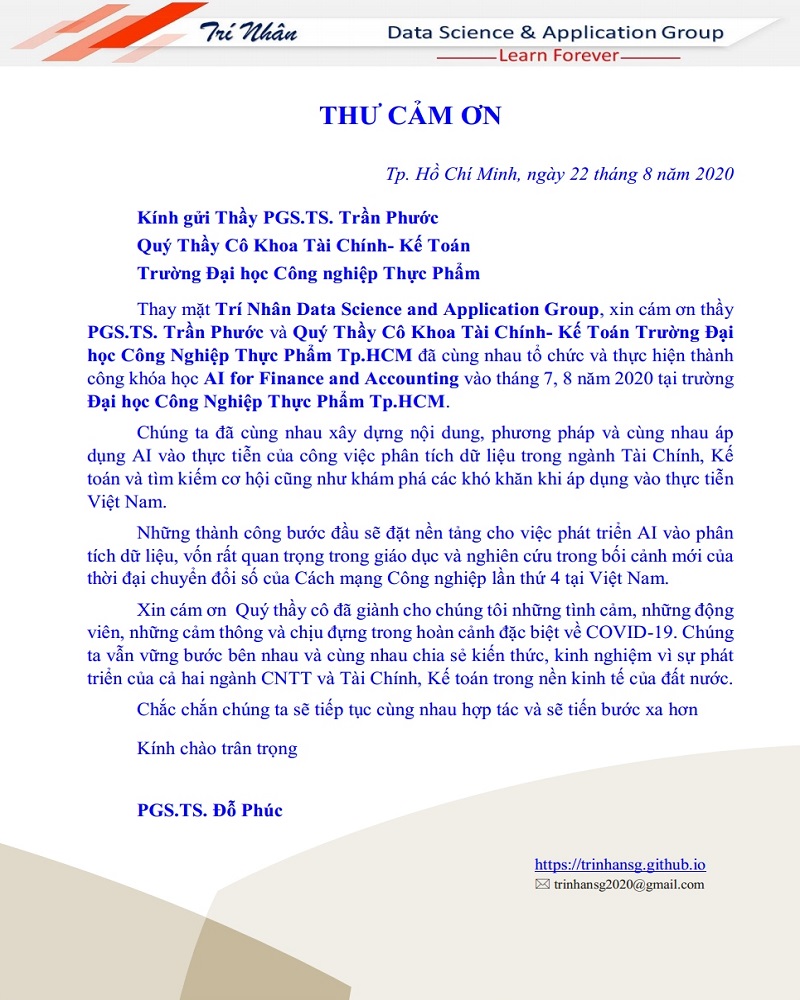 Trí Nhân
Data Science & Application Group
Learn Forever
THƯ CẢM ƠN
Tp. Hồ Chí Minh, ngày 22 tháng 8 năm 2020
Kính gửi Thầy PGS.TS. Trần Phước
Quý Thầy Cô Khoa Tài Chính- Kế Toán
Trường Đại học Công nghiệp Thực Phẩm
Thay mặt Trí Nhân Data Science and Application Group, xin cám ơn thầy
PGS.TS. Trần Phước và Quý Thầy Cô Khoa Tài Chính- Kế Toán Trường Đại
học Công Nghiệp Thực Phẩm Tp.HCM đã cùng nhau tổ chức và thực hiện thành
công khóa học AI for Finance and Accounting vào tháng 7, 8 năm 2020 tại trường
Đại học Công Nghiệp Thực Phẩm Tp.HCM.
Chúng ta đã cùng nhau xây dựng nội dung, phương pháp và cùng nhau áp
dụng AI vào thực tiễn của công việc phân tích dữ liệu trong ngành Tài Chính, Kế
toán và tìm kiếm cơ hội cũng như khám phá các khó khăn khi áp dụng vào thực tiễn
Việt Nam.
Những thành công bước đầu sẽ đặt nền tảng cho việc phát triển AI vào phân
tích dữ liệu, vốn rất quan trọng trong giáo dục và nghiên cứu trong bối cảnh mới của
thời đại chuyển đổi số của Cách mạng Công nghiệp lần thứ 4 tại Việt Nam.
Xin cám ơn Quý thầy cô đã giành cho chúng tôi những tình cảm, những động
viên, những cảm thông và chịu đựng trong hoàn cảnh đặc biệt về COVID-19. Chúng
ta vẫn vững bước bên nhau và cùng nhau chia sẻ kiến thức, kinh nghiệm vì sự phát
triển của cả hai ngành CNTT và Tài Chính, Kế toán trong nền kinh tế của đất nước.
Chắc chắn chúng ta sẽ tiếp tục cùng nhau hợp tác và sẽ tiến bước xa hơn
Kính chào trân trọng
PGS.TS. Đỗ Phúc
https://trinhansg.github.io
trinhansg2020@gmail.com